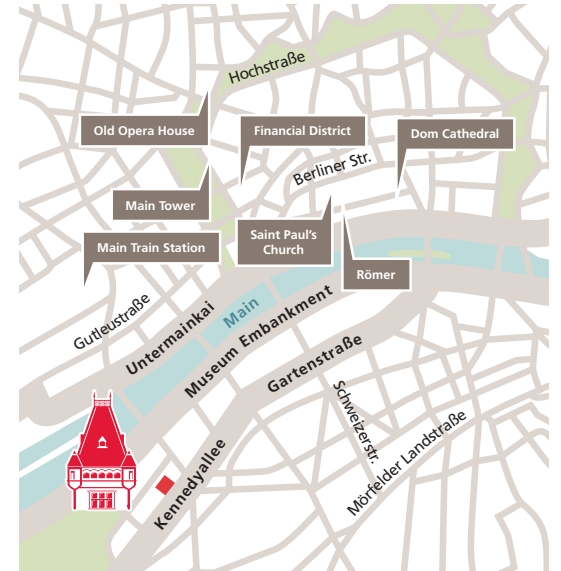 Hochstraße
Old Opera House
Financial District
Dom Cathedral
Berliner Str.
Main Tower
Saint Paul's
Church
Main Train Station
Römer
Gutleustraße
Untermainkai
Main
Museum Embankment
Gartenstraße
Schweizerstr.
Mörfelder Landstraße
Kennedyallee